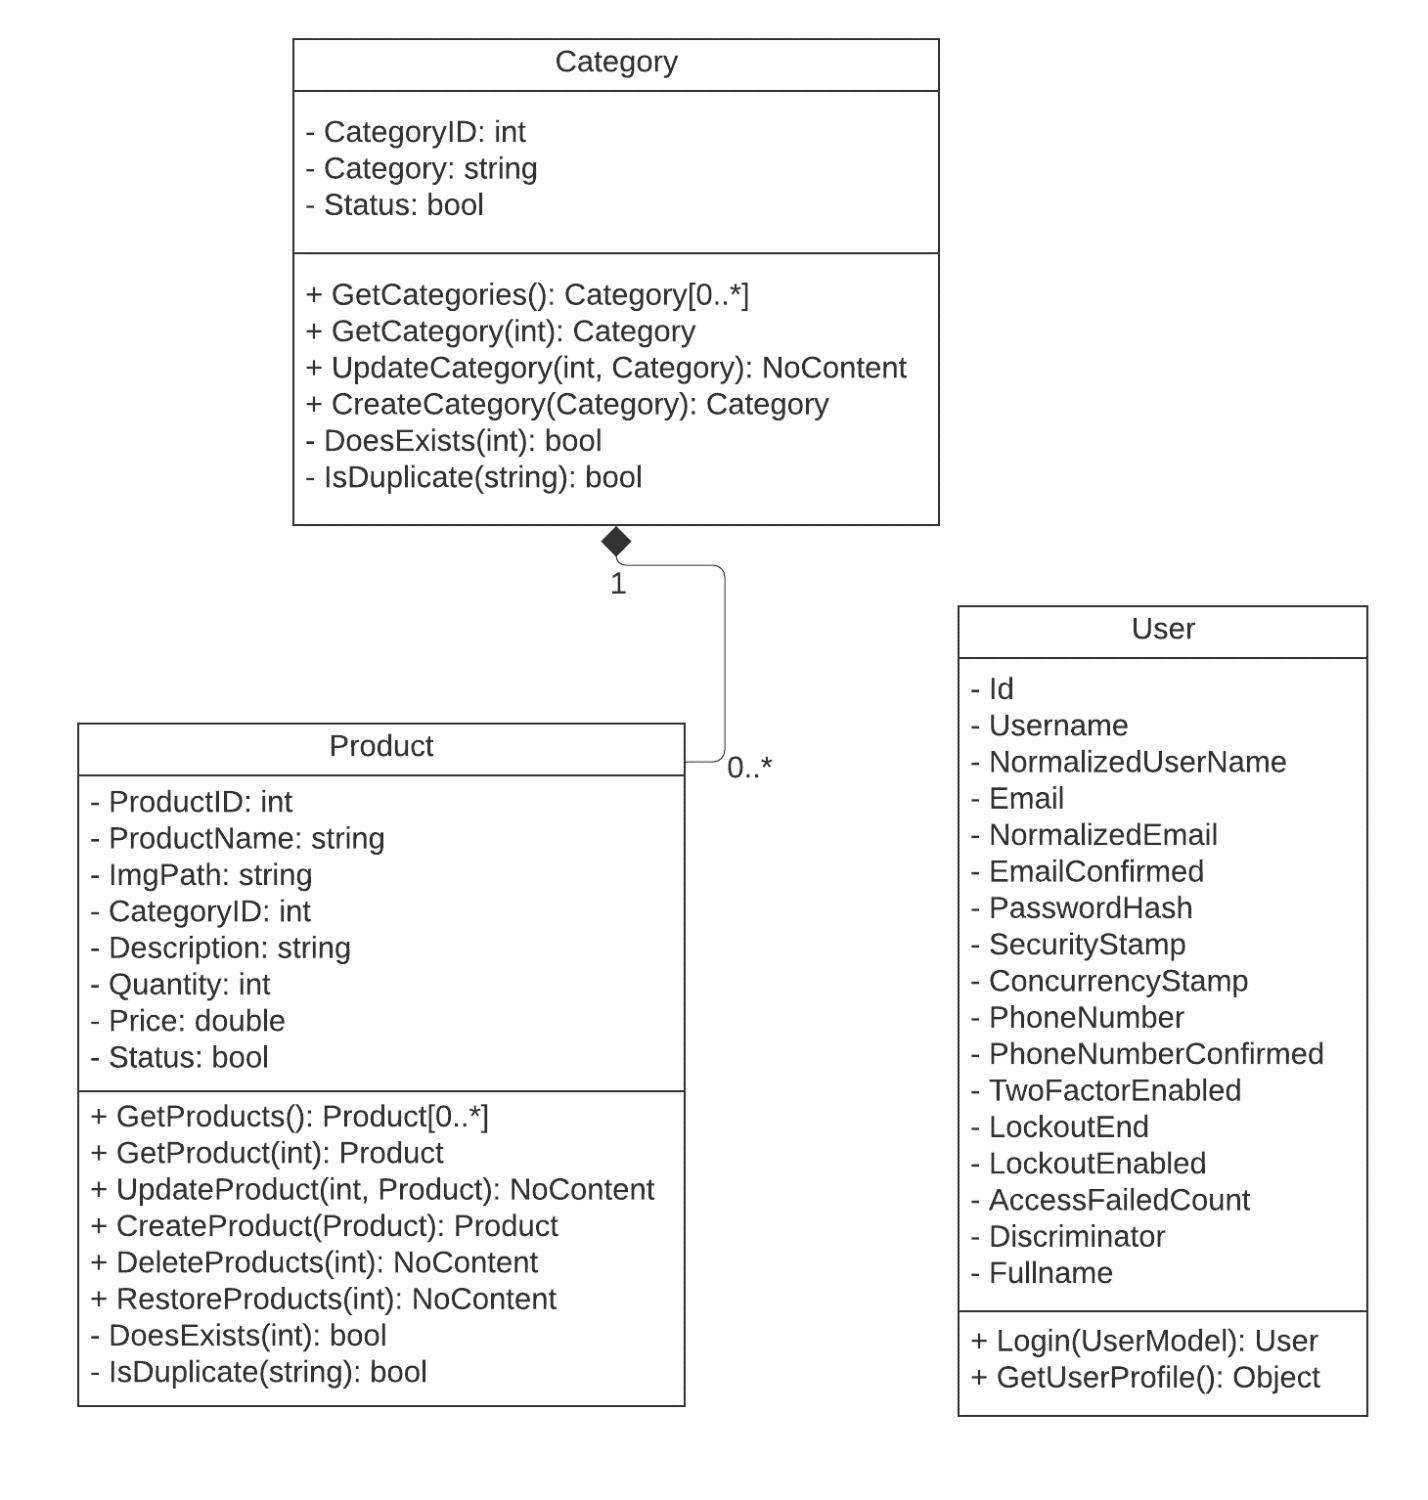 Category
- CategoryID: int
- Category: string
- Status: bool
+ GetCategories(): Category[0..*]
+ GetCategory(int): Category
+ UpdateCategory(int, Category): NoContent
+ CreateCategory(Category): Category
- DoesExists(int): bool
- IsDuplicate(string): bool
1
0..*
Product
- ProductID: int
- ProductName: string
- ImgPath: string
- CategoryID: int
- Description: string
- Quantity: int
- Price: double
- Status: bool
+ GetProducts(): Product[0..*]
+ GetProduct(int): Product
+ UpdateProduct(int, Product): NoContent
+ CreateProduct(Product): Product
+ DeleteProducts(int): NoContent
+ RestoreProducts(int): NoContent
- DoesExists(int): bool
- IsDuplicate(string): bool
User
- Id
- Username
- NormalizedUserName
- Email
- NormalizedEmail
- EmailConfirmed
- PasswordHash
- SecurityStamp
- ConcurrencyStamp
- PhoneNumber
- PhoneNumberConfirmed
- TwoFactorEnabled
- LockoutEnd
- LockoutEnabled
- AccessFailedCount
- Discriminator
- Fullname
+ Login(UserModel): User
+ GetUserProfile(): Object